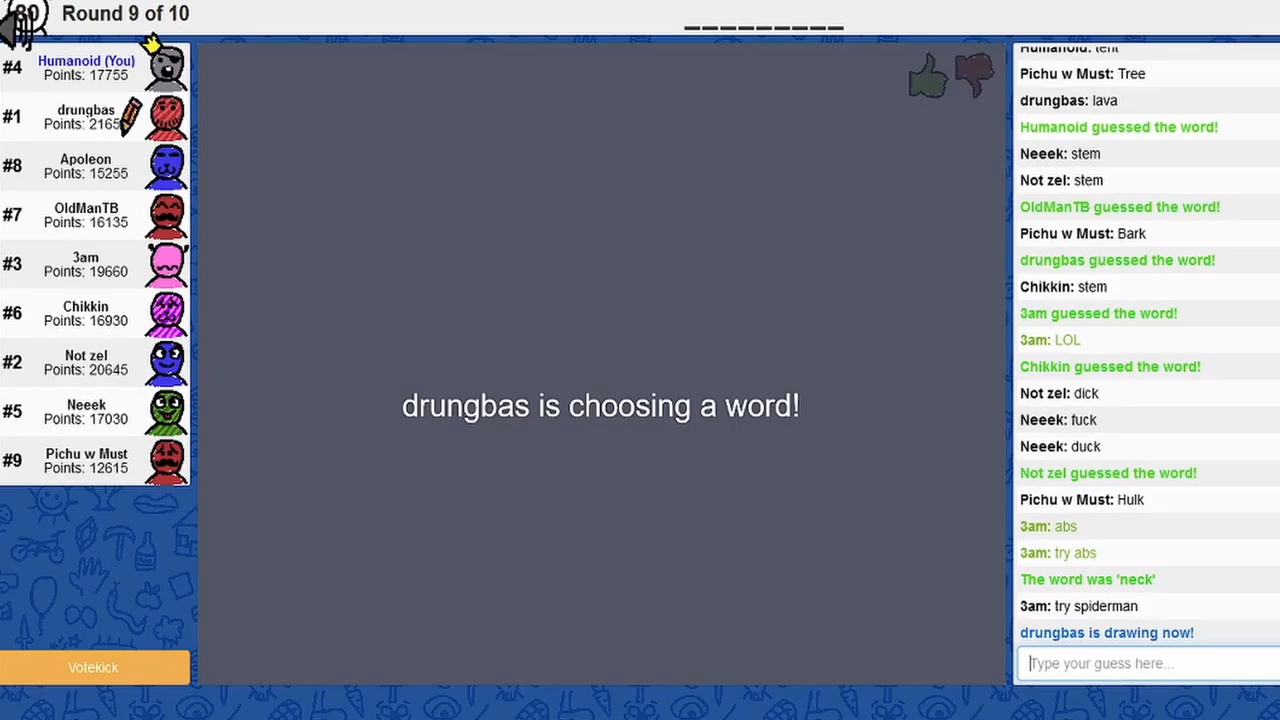 80
Round 9 of 10
_________
#4
Humanoid (You)
Points: 17755
#1
drungbas
Points: 2165
#8
Apoleon
Points: 15255
#7
OldManTB
Points: 16135
#3
3am
Points: 19660
#6
Chikkin
Points: 16930
#2
Not zel
Points: 20645
#5
Neeek
Points: 17030
#9
Pichu w Must
Points: 12615
Votekick
drungbas is choosing a word!
Humanoid: tent
Pichu w Must: Tree
drungbas: lava
Humanoid guessed the word!
Neeek: stem
Not zel: stem
OldManTB guessed the word!
Pichu w Must: Bark
drungbas guessed the word!
Chikkin: stem
3am guessed the word!
3am: LOL
Chikkin guessed the word!
Not zel: dick
Neeek: fuck
Neeek: duck
Not zel guessed the word!
Pichu w Must: Hulk
3am: abs
3am: try abs
The word was 'neck'
3am: try spiderman
drungbas is drawing now!
Type your guess here...